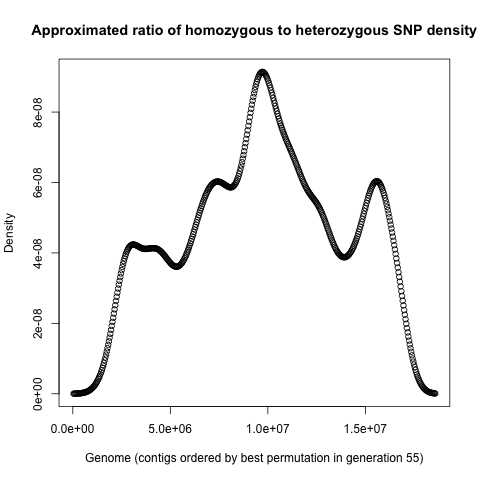 Approximated ratio of homozygous to heterozygous SNP density
Density
8e-08
6e-08
4e-08
2e-08
0e+00
0.0e+00
5.0e+06
1.0e+07
1.5e+07
Genome (contigs ordered by best permutation in generation 55)